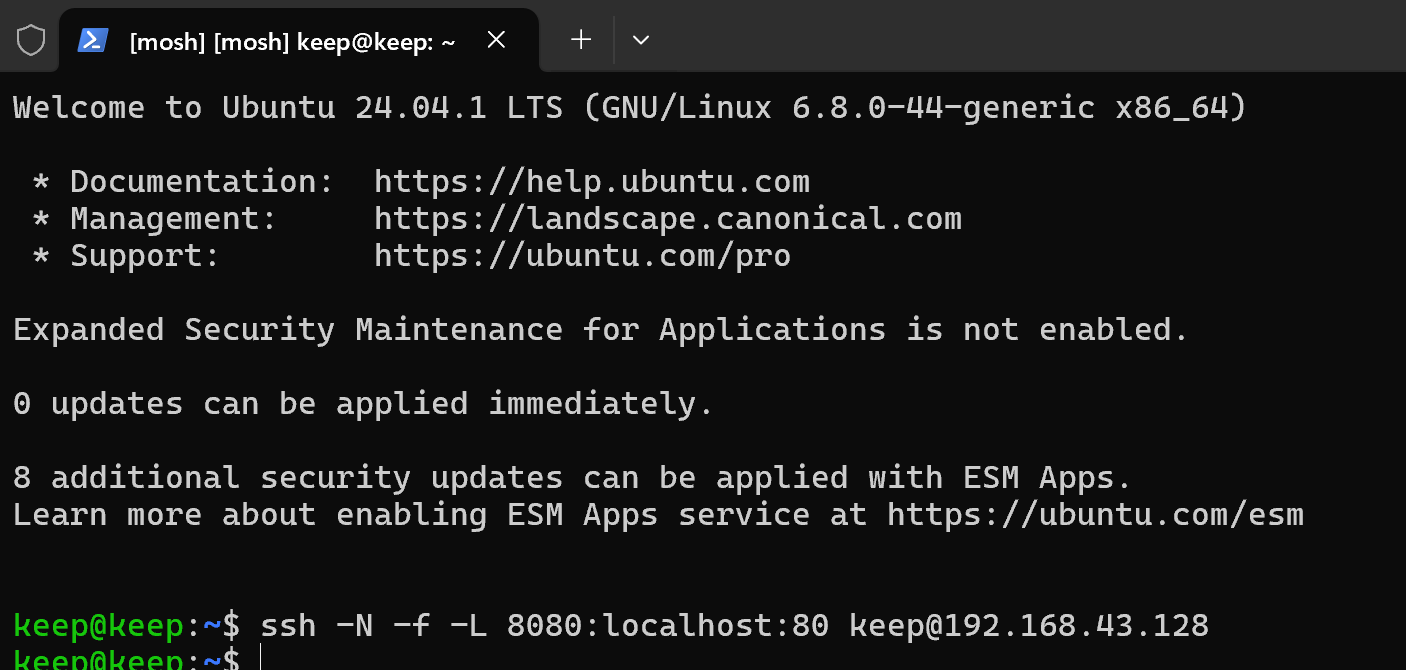 [mosh] [mosh] keep@keep: ~
Welcome to Ubuntu 24.04.1 LTS (GNU/Linux 6.8.0-44-generic x86_64)
* Documentation: https://help.ubuntu.com
* Management: https://landscape.canonical.com
* Support: https://ubuntu.com/pro
Expanded Security Maintenance for Applications is not enabled.
0 updates can be applied immediately.
8 additional security updates can be applied with ESM Apps.
Learn more about enabling ESM Apps service at https://ubuntu.com/esm
keep@keep:~$ ssh -N -f -L 8080:localhost:80 keep@192.168.43.128
keep@keep:~$